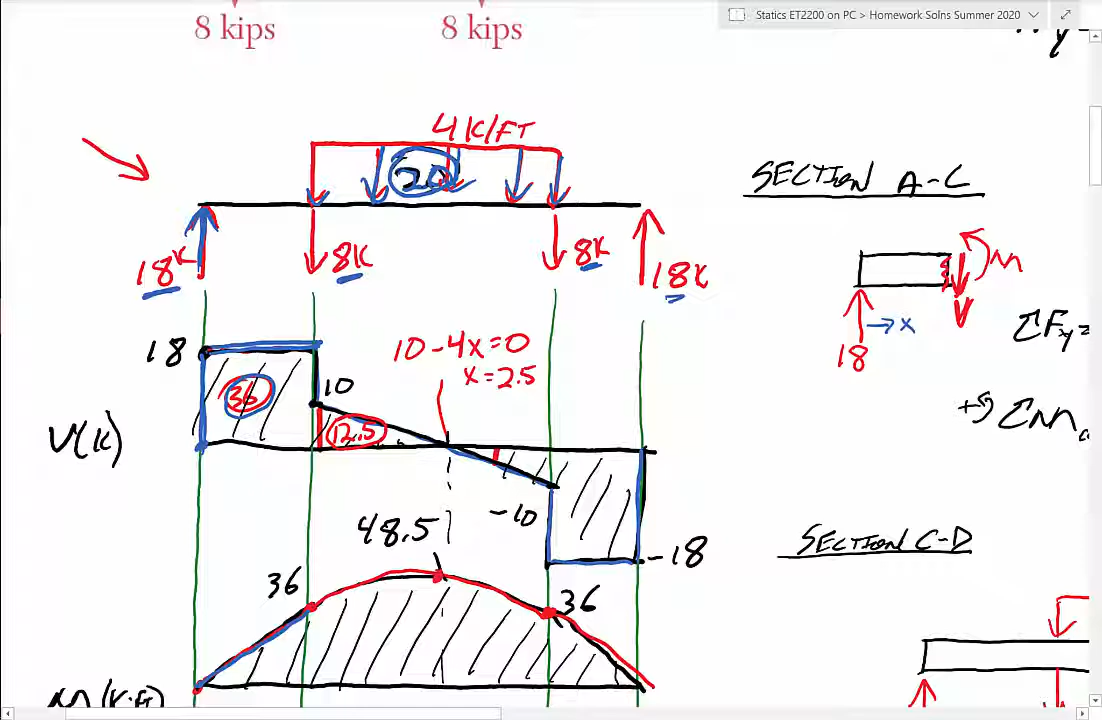 Statics ET2200 on PC > Homework Solns Summer 2020
8 kips
8 kips
4K/FT
20
SECTION A-C
18K
8K
8K
18K
M
→ x
18
V
ΣFy=
18
10-4x=0
x=2.5
36
10
12.5
V(K)
+↺ ΣM
-10
48.5
-18
SECTION C-D
36
36
M(K·FT)